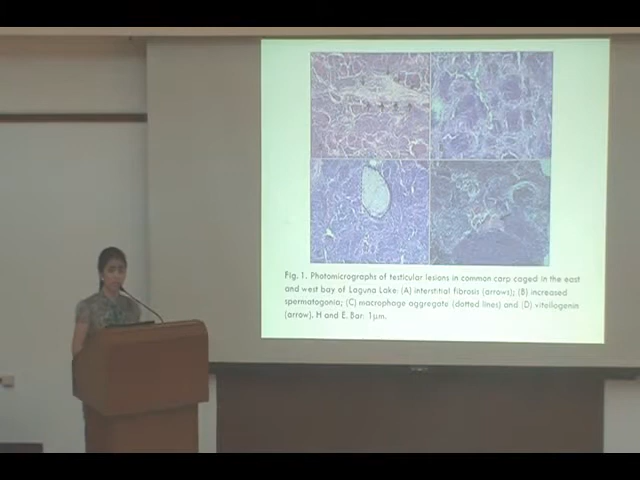 Fig. 1. Photomicrographs of testicular lesions in common carp caged in the east
and west bay of Laguna Lake: (A) interstitial fibrosis (arrows); (B) increased
spermatogonia; (C) macrophage aggregate (dotted lines) and (D) vitellogenin
(arrow). H and E. Bar: 1µm.